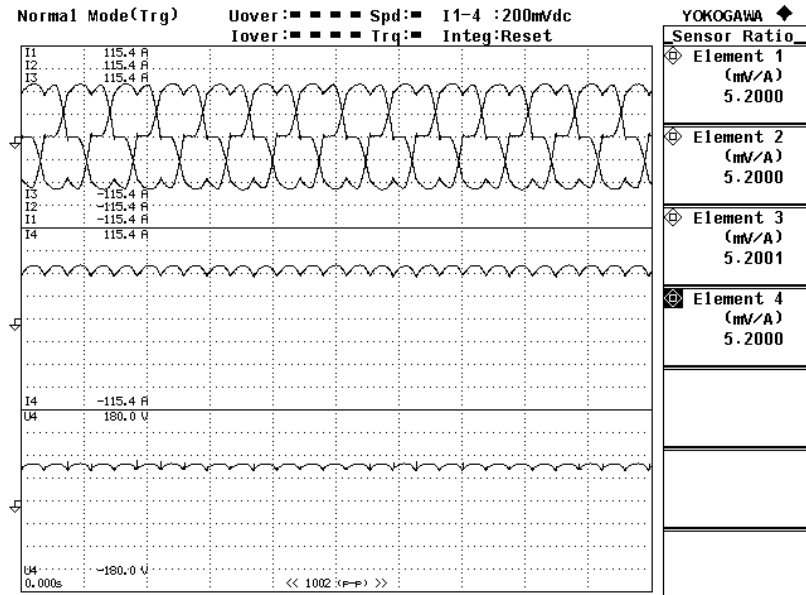 Normal Mode(Trg)
Uover: Spd: I1-4 :200mVdc
Iover: Trq: Integ:Reset
YOKOGAWA
Sensor Ratio
I1 115.4 A
I2 115.4 A
I3 115.4 A
I3 -115.4 A
I2 -115.4 A
I1 -115.4 A
I4 115.4 A
I4 -115.4 A
U4 180.0 V
U4 -180.0 V
0.000s << 1002 (p-p) >>
Element 1
(mV/A)
5.2000
Element 2
(mV/A)
5.2000
Element 3
(mV/A)
5.2001
Element 4
(mV/A)
5.2000